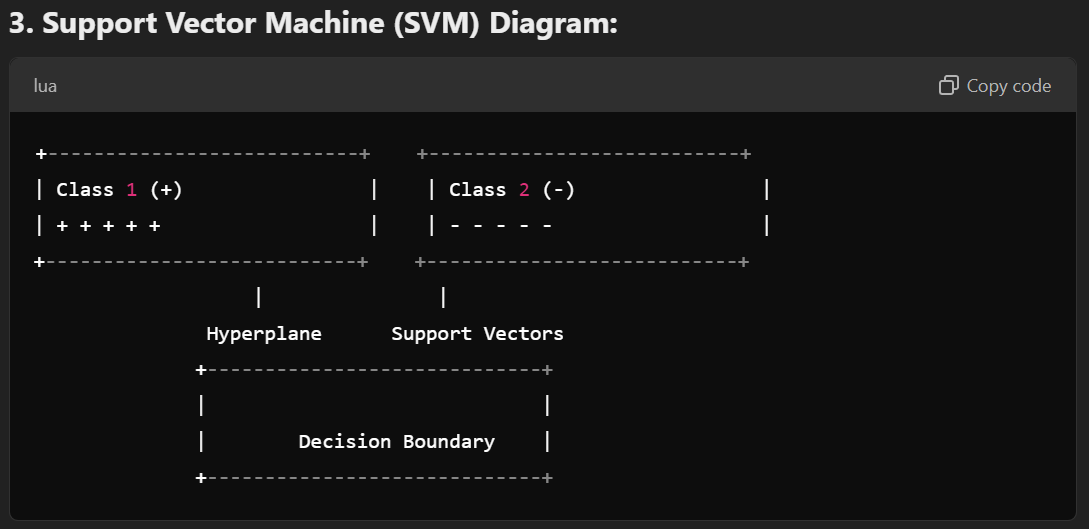 3. Support Vector Machine (SVM) Diagram:
lua
Copy code
+---------------------------+    +---------------------------+
| Class 1 (+)                |    | Class 2 (-)                |
| + + + + +                  |    | - - - - -                  |
+---------------------------+    +---------------------------+
                   |               |
               Hyperplane      Support Vectors
              +-----------------------------+
              |                             |
              |        Decision Boundary    |
              +-----------------------------+